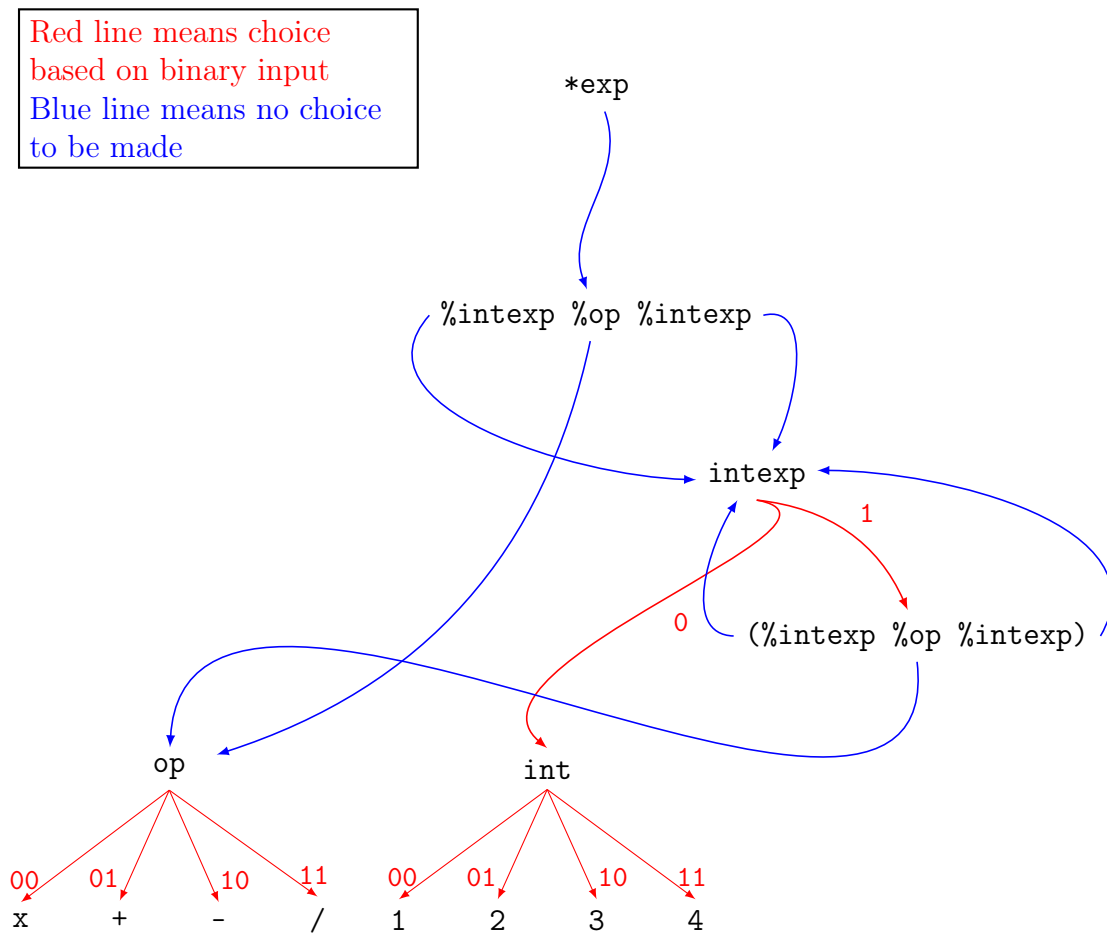 Red line means choice
based on binary input
Blue line means no choice
to be made
*exp
%intexp %op %intexp
intexp
1
0
(%intexp %op %intexp)
op
int
00 01 10 11 00 01 10 11
x + - / 1 2 3 4